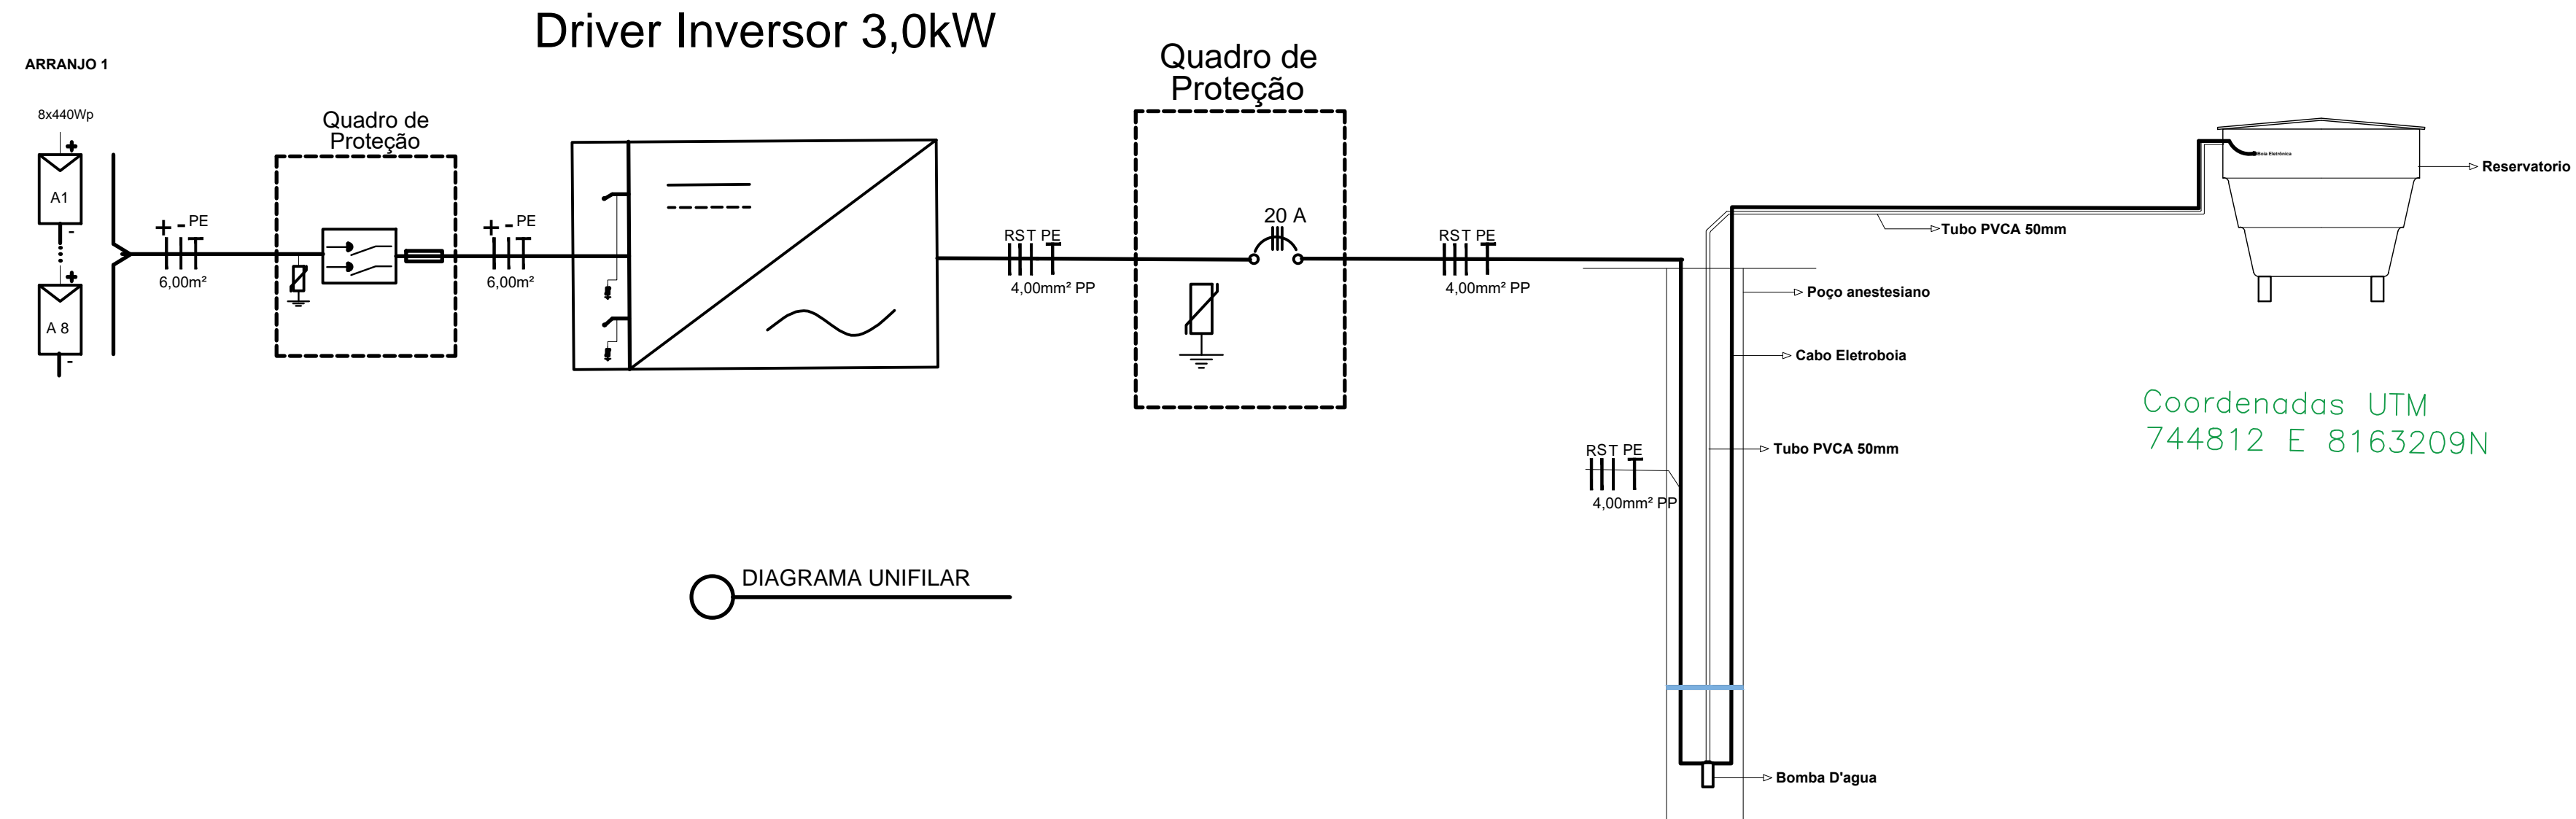 Driver Inversor 3,0kW
ARRANJO 1
8x440Wp
+
A1
-
+
A 8
-
+ - PE
6,00m²
Quadro de
Proteção
+ - PE
6,00m²
RST PE
4,00mm² PP
Quadro de
Proteção
20 A
RST PE
4,00mm² PP
RST PE
4,00mm² PP
Boia Eletrônica
Reservatorio
Tubo PVCA 50mm
Poço anestesiano
Cabo Eletroboia
Tubo PVCA 50mm
Bomba D'agua
Coordenadas UTM
744812 E 8163209N
DIAGRAMA UNIFILAR